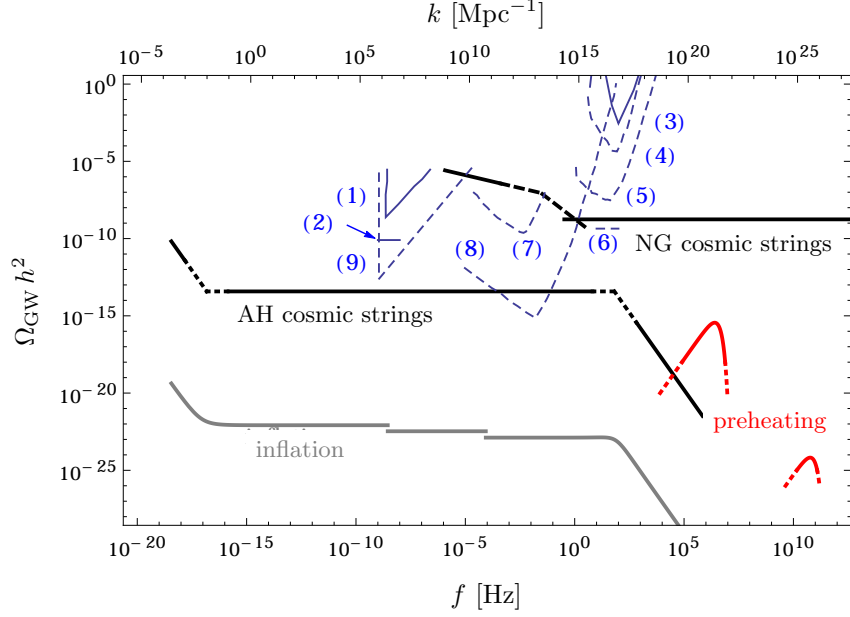 k [Mpc⁻¹]
10⁻⁵ 10⁰ 10⁵ 10¹⁰ 10¹⁵ 10²⁰ 10²⁵
10⁰
10⁻⁵
10⁻¹⁰
10⁻¹⁵
10⁻²⁰
10⁻²⁵
Ω_GW h²
(1)
(2)
(9)
(8)
(7)
(3)
(4)
(5)
(6)
NG cosmic strings
AH cosmic strings
preheating
inflation
10⁻²⁰ 10⁻¹⁵ 10⁻¹⁰ 10⁻⁵ 10⁰ 10⁵ 10¹⁰
f [Hz]